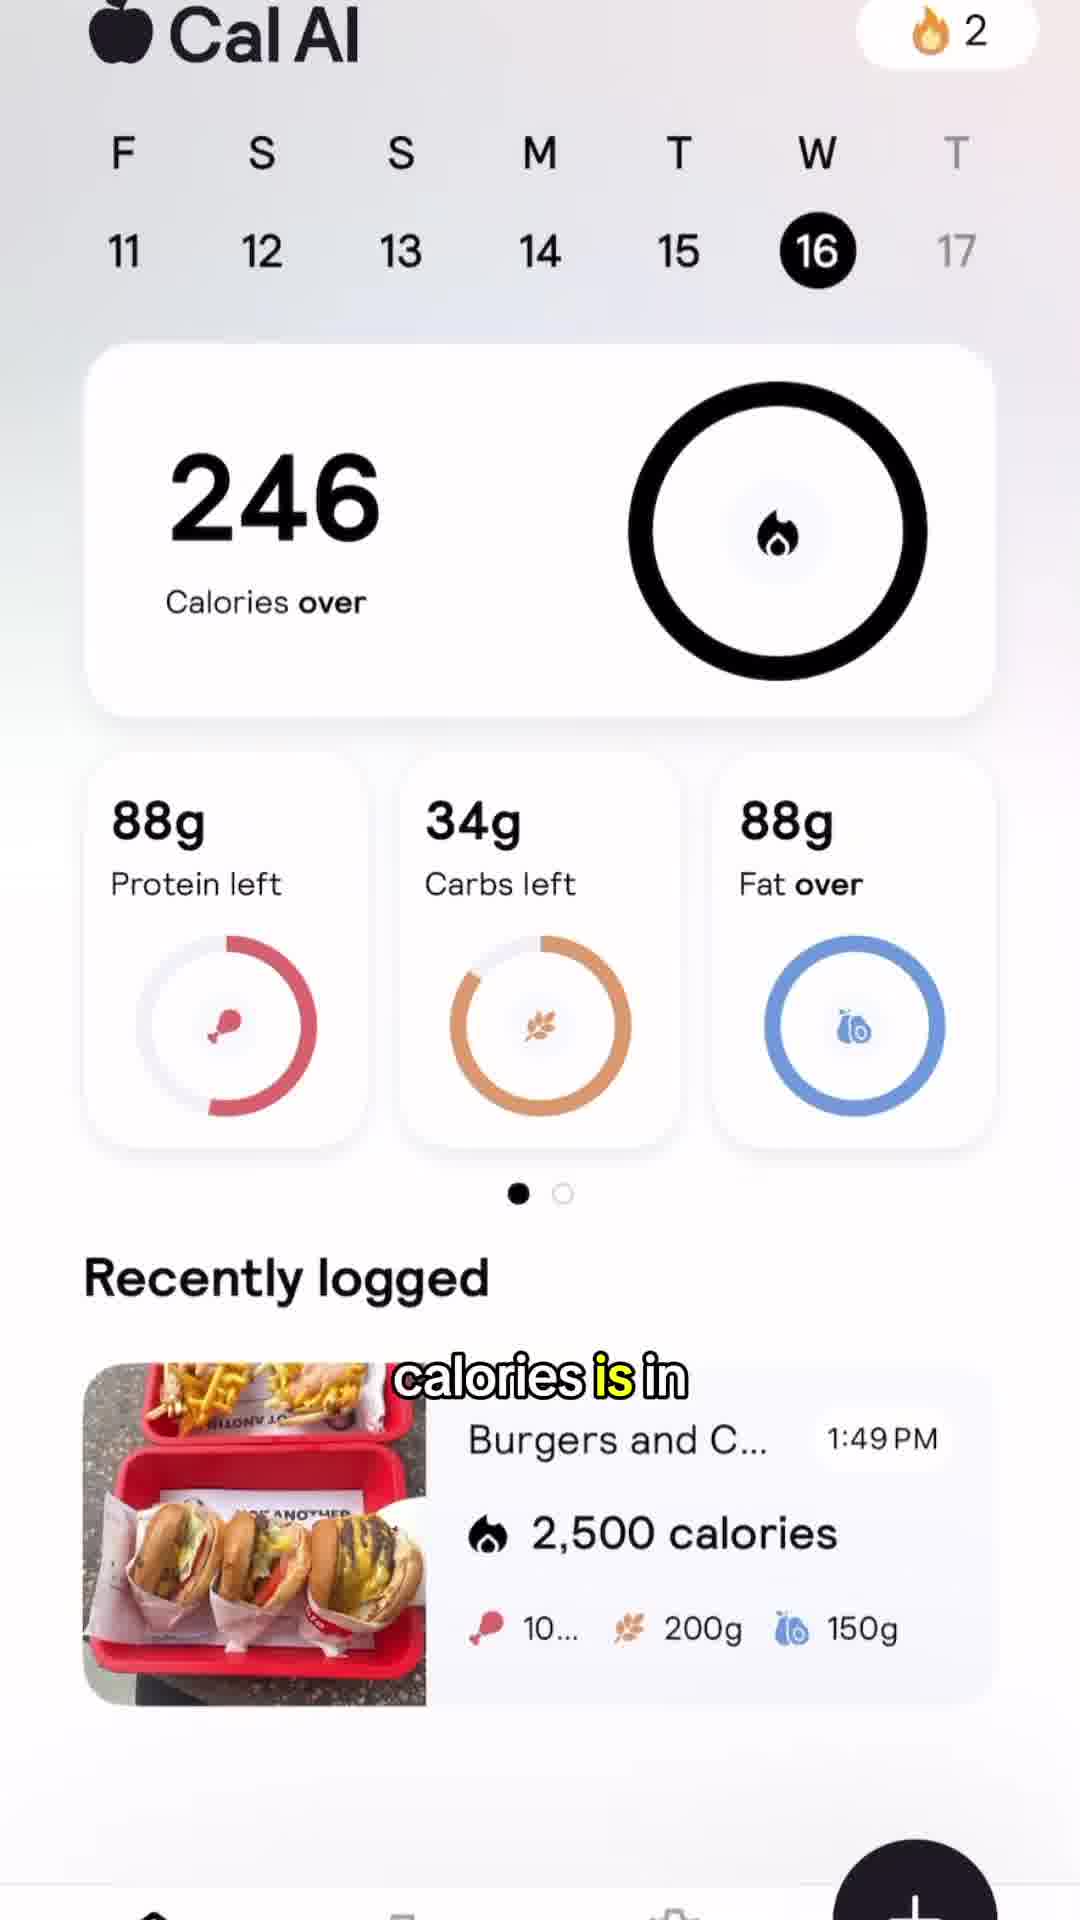 Cal AI
2
F S S M T W T
11 12 13 14 15 16 17
246
Calories over
88g
Protein left
34g
Carbs left
88g
Fat over
Recently logged
calories is in
Burgers and C...
1:49 PM
2,500 calories
10... 200g 150g